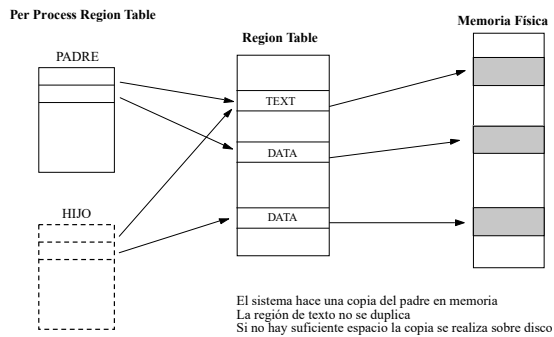 Per Process Region Table
Memoria Física
Region Table
PADRE
TEXT
DATA
HIJO
DATA
El sistema hace una copia del padre en memoria
La región de texto no se duplica
Si no hay suficiente espacio la copia se realiza sobre disco